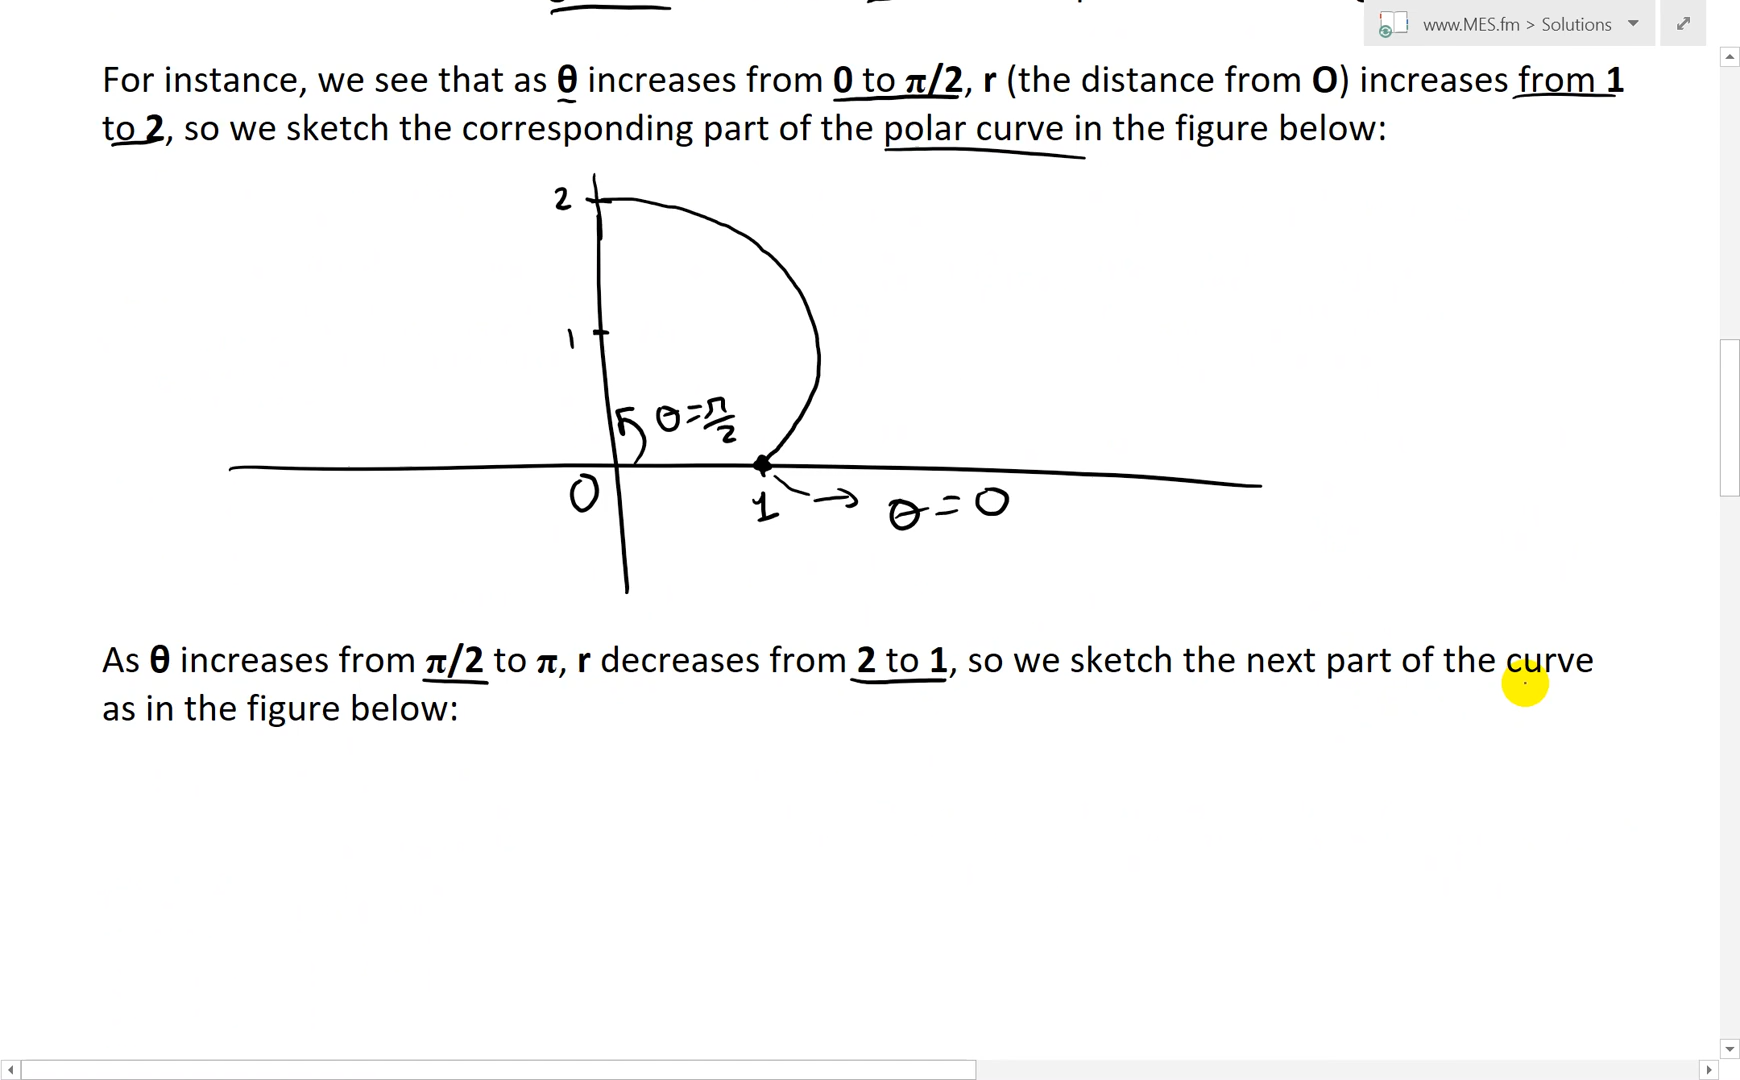 www.MES.fm > Solutions
For instance, we see that as θ increases from 0 to π/2, r (the distance from O) increases from 1
to 2, so we sketch the corresponding part of the polar curve in the figure below:
2
1
θ=π/2
0
1 → θ=0
As θ increases from π/2 to π, r decreases from 2 to 1, so we sketch the next part of the curve
as in the figure below: